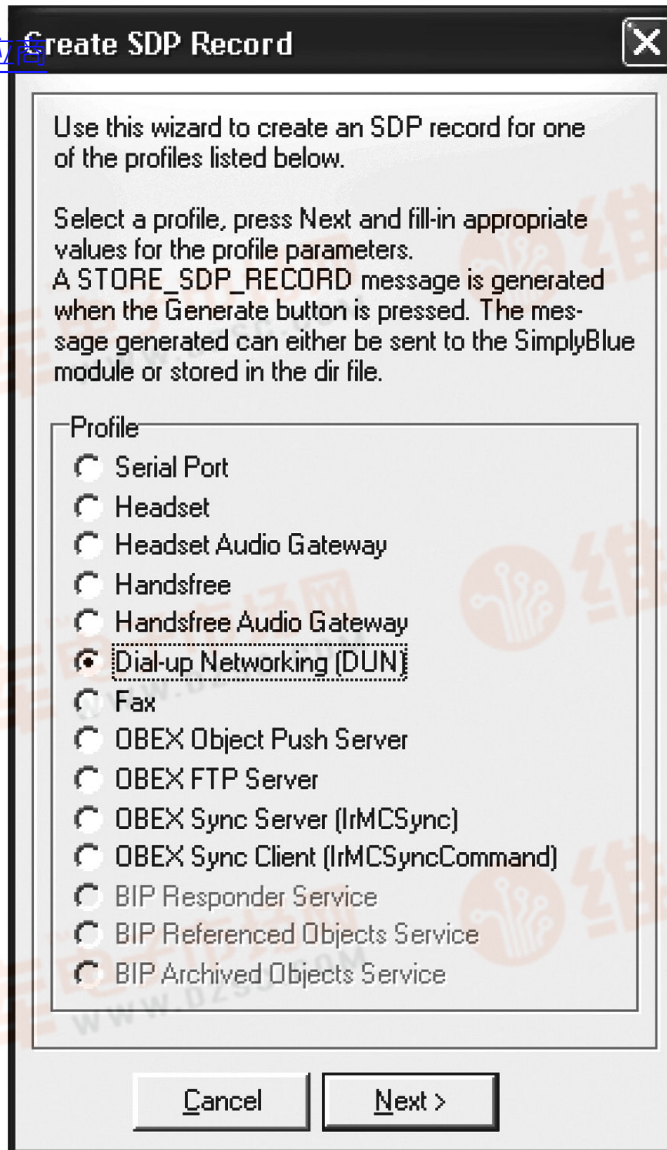 应商
Create SDP Record
Use this wizard to create an SDP record for one
of the profiles listed below.
Select a profile, press Next and fill-in appropriate
values for the profile parameters.
A STORE_SDP_RECORD message is generated
when the Generate button is pressed. The mes-
sage generated can either be sent to the SimplyBlue
module or stored in the dir file.
Profile
Serial Port
Headset
Headset Audio Gateway
Handsfree
Handsfree Audio Gateway
Dial-up Networking (DUN)
Fax
OBEX Object Push Server
OBEX FTP Server
OBEX Sync Server (IrMCSync)
OBEX Sync Client (IrMCSyncCommand)
BIP Responder Service
BIP Referenced Objects Service
BIP Archived Objects Service
WWW.DZSC.COM
Cancel
Next >